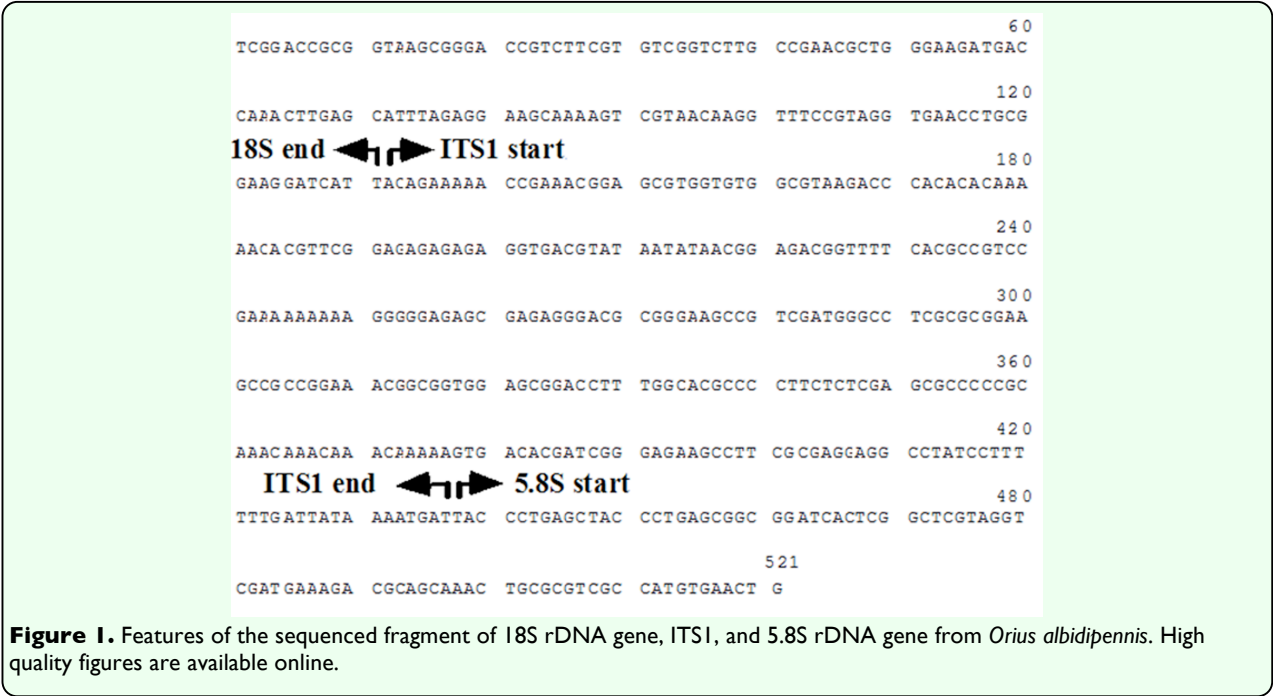 60
TCGGACCGCG GTAAGCGGGA CCGTCTTCGT GTCGGTCTTG CCGAACGCTG GGAAGATGAC
120
CAAACTTGAG CATTTAGAGG AAGCAAAAGT CGTAACAAGG TTTCCGTAGG TGAACCTGCG
18S end ITS1 start
180
GAAGGATCAT TACAGAAAAA CCGAAACGGA GCGTGGTGTG GCGTAAGACC CACACACAAA
240
AACACGTTCG GAGAGAGAGA GGTGACGTAT AATATAACGG AGACGGTTTT CACGCCGTCC
300
GAAAAAAAAA GGGGGAGAGC GAGAGGGACG CGGGAAGCCG TCGATGGGCC TCGCGCGGAA
360
GCCGCCGGAA ACGGCGGTGG AGCGGACCTT TGGCACGCCC CTTCTCTCGA GCGCCCCCGC
420
AAACAAACAA ACAAAAAGTG ACACGATCGG GAGAAGCCTT CGCGAGGAGG CCTATCCTTT
ITS1 end 5.8S start
480
TTTGATTATA AAATGATTAC CCTGAGCTAC CCTGAGCGGC GGATCACTCG GCTCGTAGGT
521
CGATGAAAGA CGCAGCAAAC TGCGCGTCGC CATGTGAACT G
Figure 1. Features of the sequenced fragment of 18S rDNA gene, ITS1, and 5.8S rDNA gene from Orius albidipennis. High
quality figures are available online.